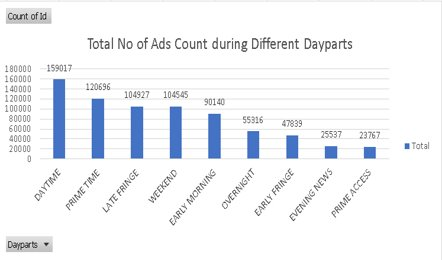 Count of Id
Total No of Ads Count during Different Dayparts
180000
160000
140000
120000
100000
80000
60000
40000
20000
0
159017
120696
104927
104545
90140
55316
47839
25537
23767
DAYTIME
PRIME TIME
LATE FRINGE
WEEKEND
EARLY MORNING
OVERNIGHT
EARLY FRINGE
EVENING NEWS
PRIME ACCESS
Total
Dayparts